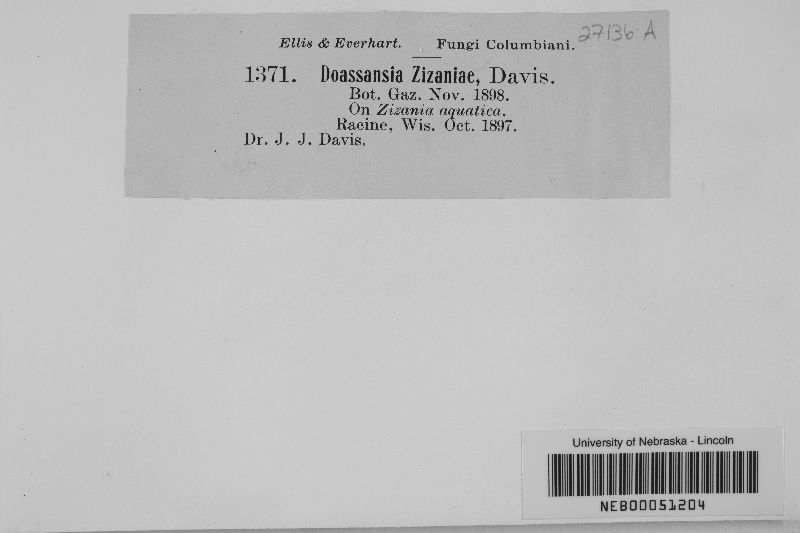 27136 A
Ellis & Everhart. Fungi Columbiani.
1371. Doassansia Zizaniae, Davis.
Bot. Gaz. Nov. 1898.
On Zizania aquatica.
Racine, Wis. Oct. 1897.
Dr. J. J. Davis.
University of Nebraska - Lincoln
NEB00051204